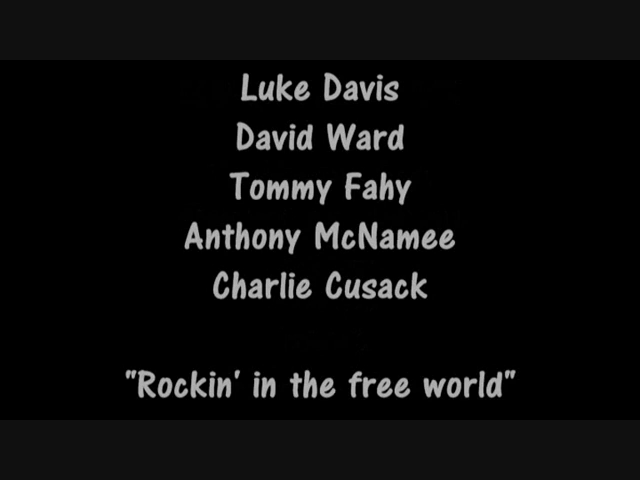 Luke Davis
David Ward
Tommy Fahy
Anthony McNamee
Charlie Cusack
"Rockin' in the free world"